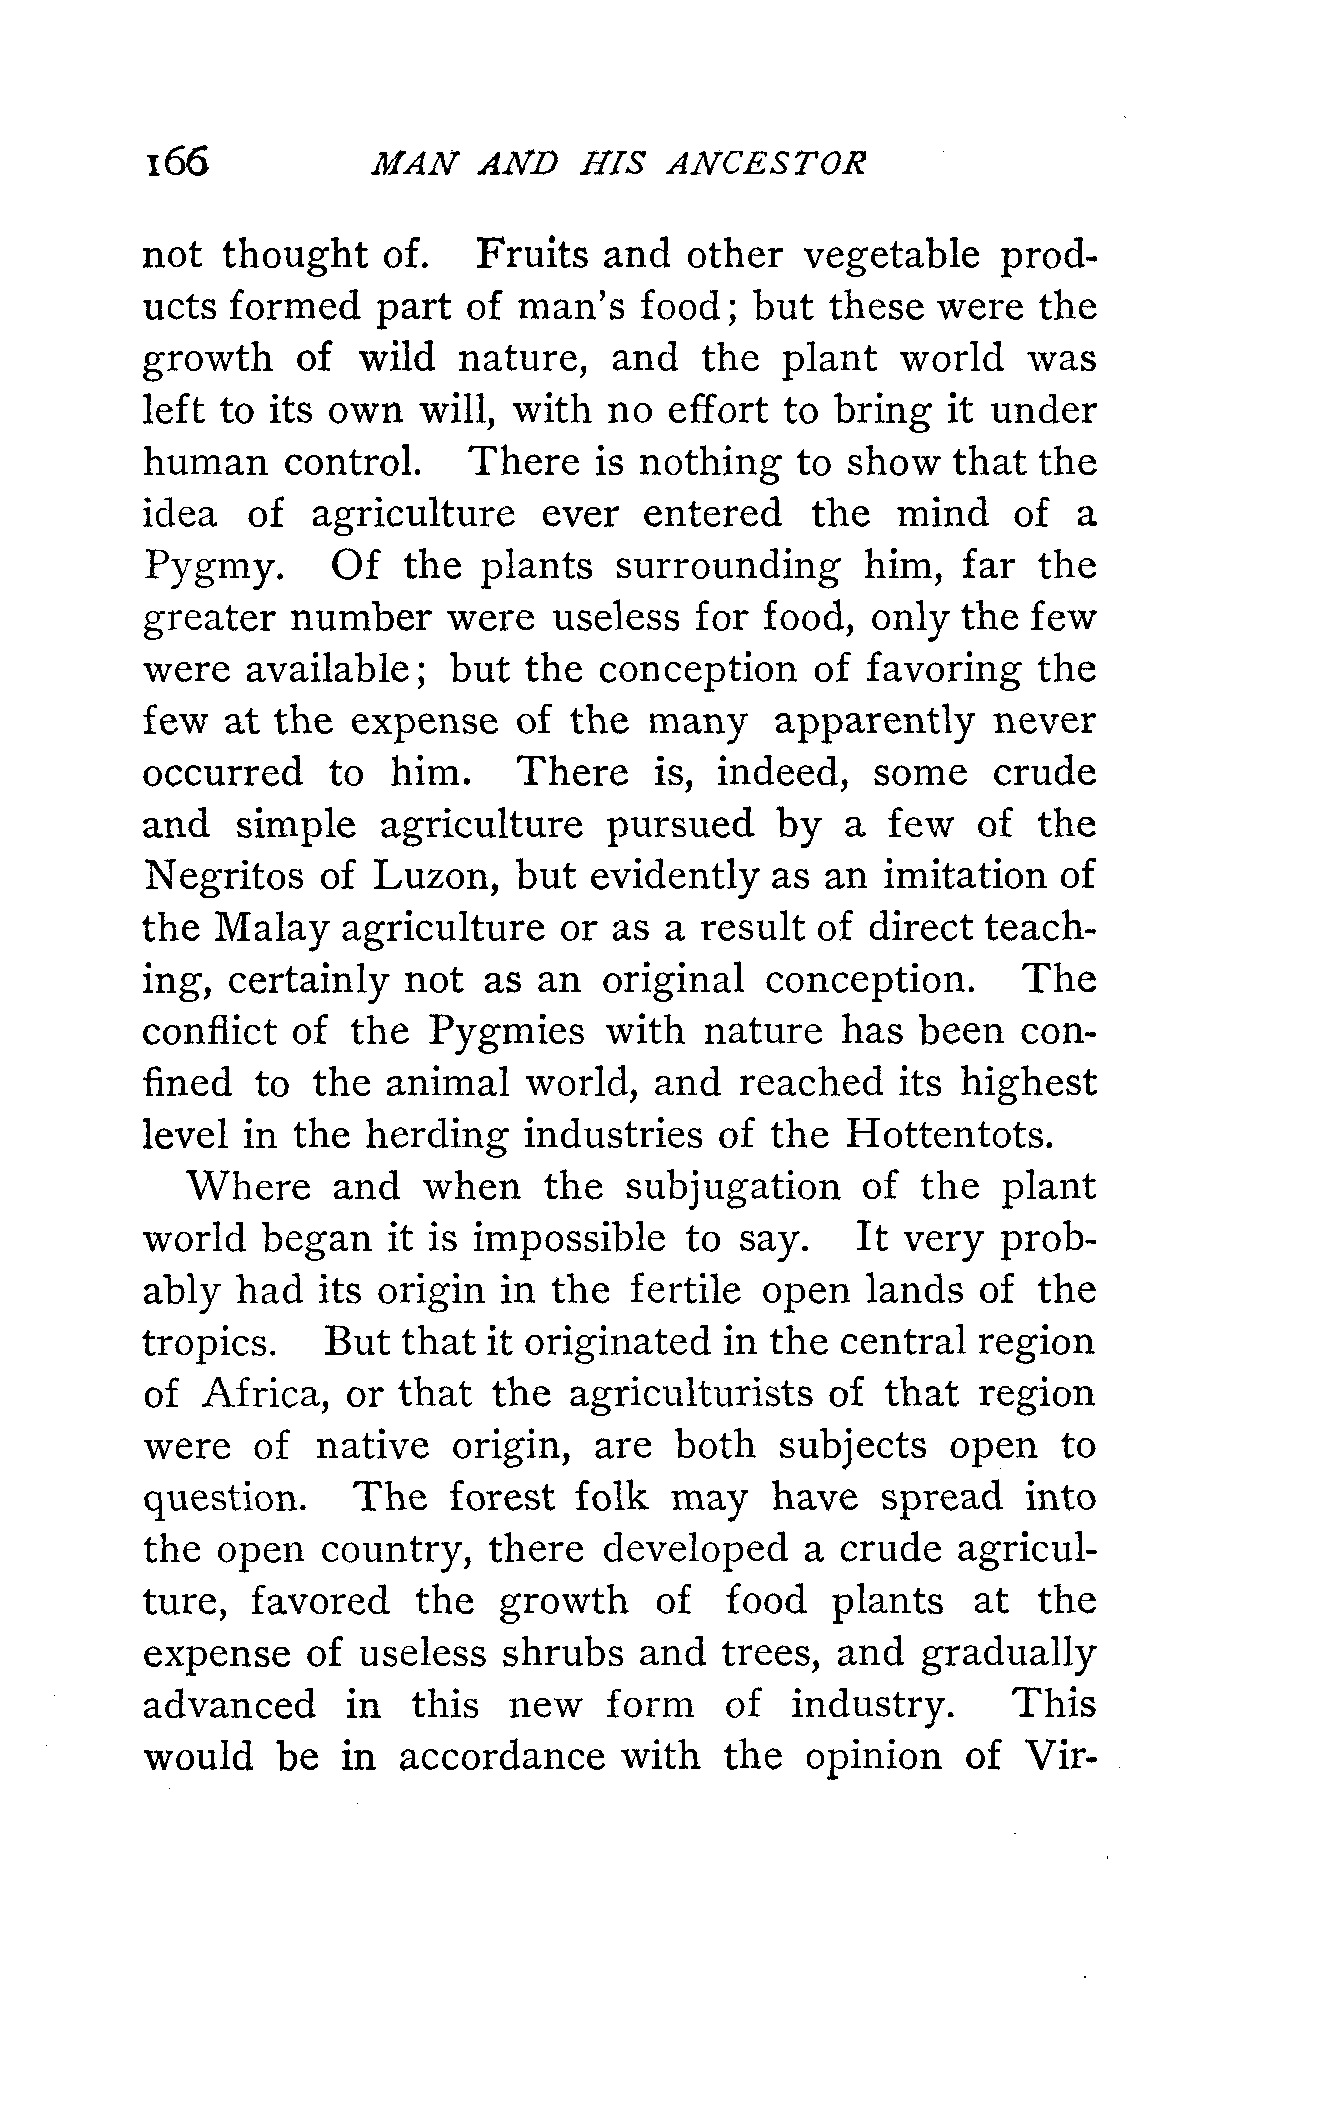 166 MAN AND HIS ANCESTOR
not thought of. Fruits and other vegetable prod-
ucts formed part of man's food; but these were the
growth of wild nature, and the plant world was
left to its own will, with no effort to bring it under
human control. There is nothing to show that the
idea of agriculture ever entered the mind of a
Pygmy. Of the plants surrounding him, far the
greater number were useless for food, only the few
were available; but the conception of favoring the
few at the expense of the many apparently never
occurred to him. There is, indeed, some crude
and simple agriculture pursued by a few of the
Negritos of Luzon, but evidently as an imitation of
the Malay agriculture or as a result of direct teach-
ing, certainly not as an original conception. The
conflict of the Pygmies with nature has been con-
fined to the animal world, and reached its highest
level in the herding industries of the Hottentots.
Where and when the subjugation of the plant
world began it is impossible to say. It very prob-
ably had its origin in the fertile open lands of the
tropics. But that it originated in the central region
of Africa, or that the agriculturists of that region
were of native origin, are both subjects open to
question. The forest folk may have spread into
the open country, there developed a crude agricul-
ture, favored the growth of food plants at the
expense of useless shrubs and trees, and gradually
advanced in this new form of industry. This
would be in accordance with the opinion of Vir-